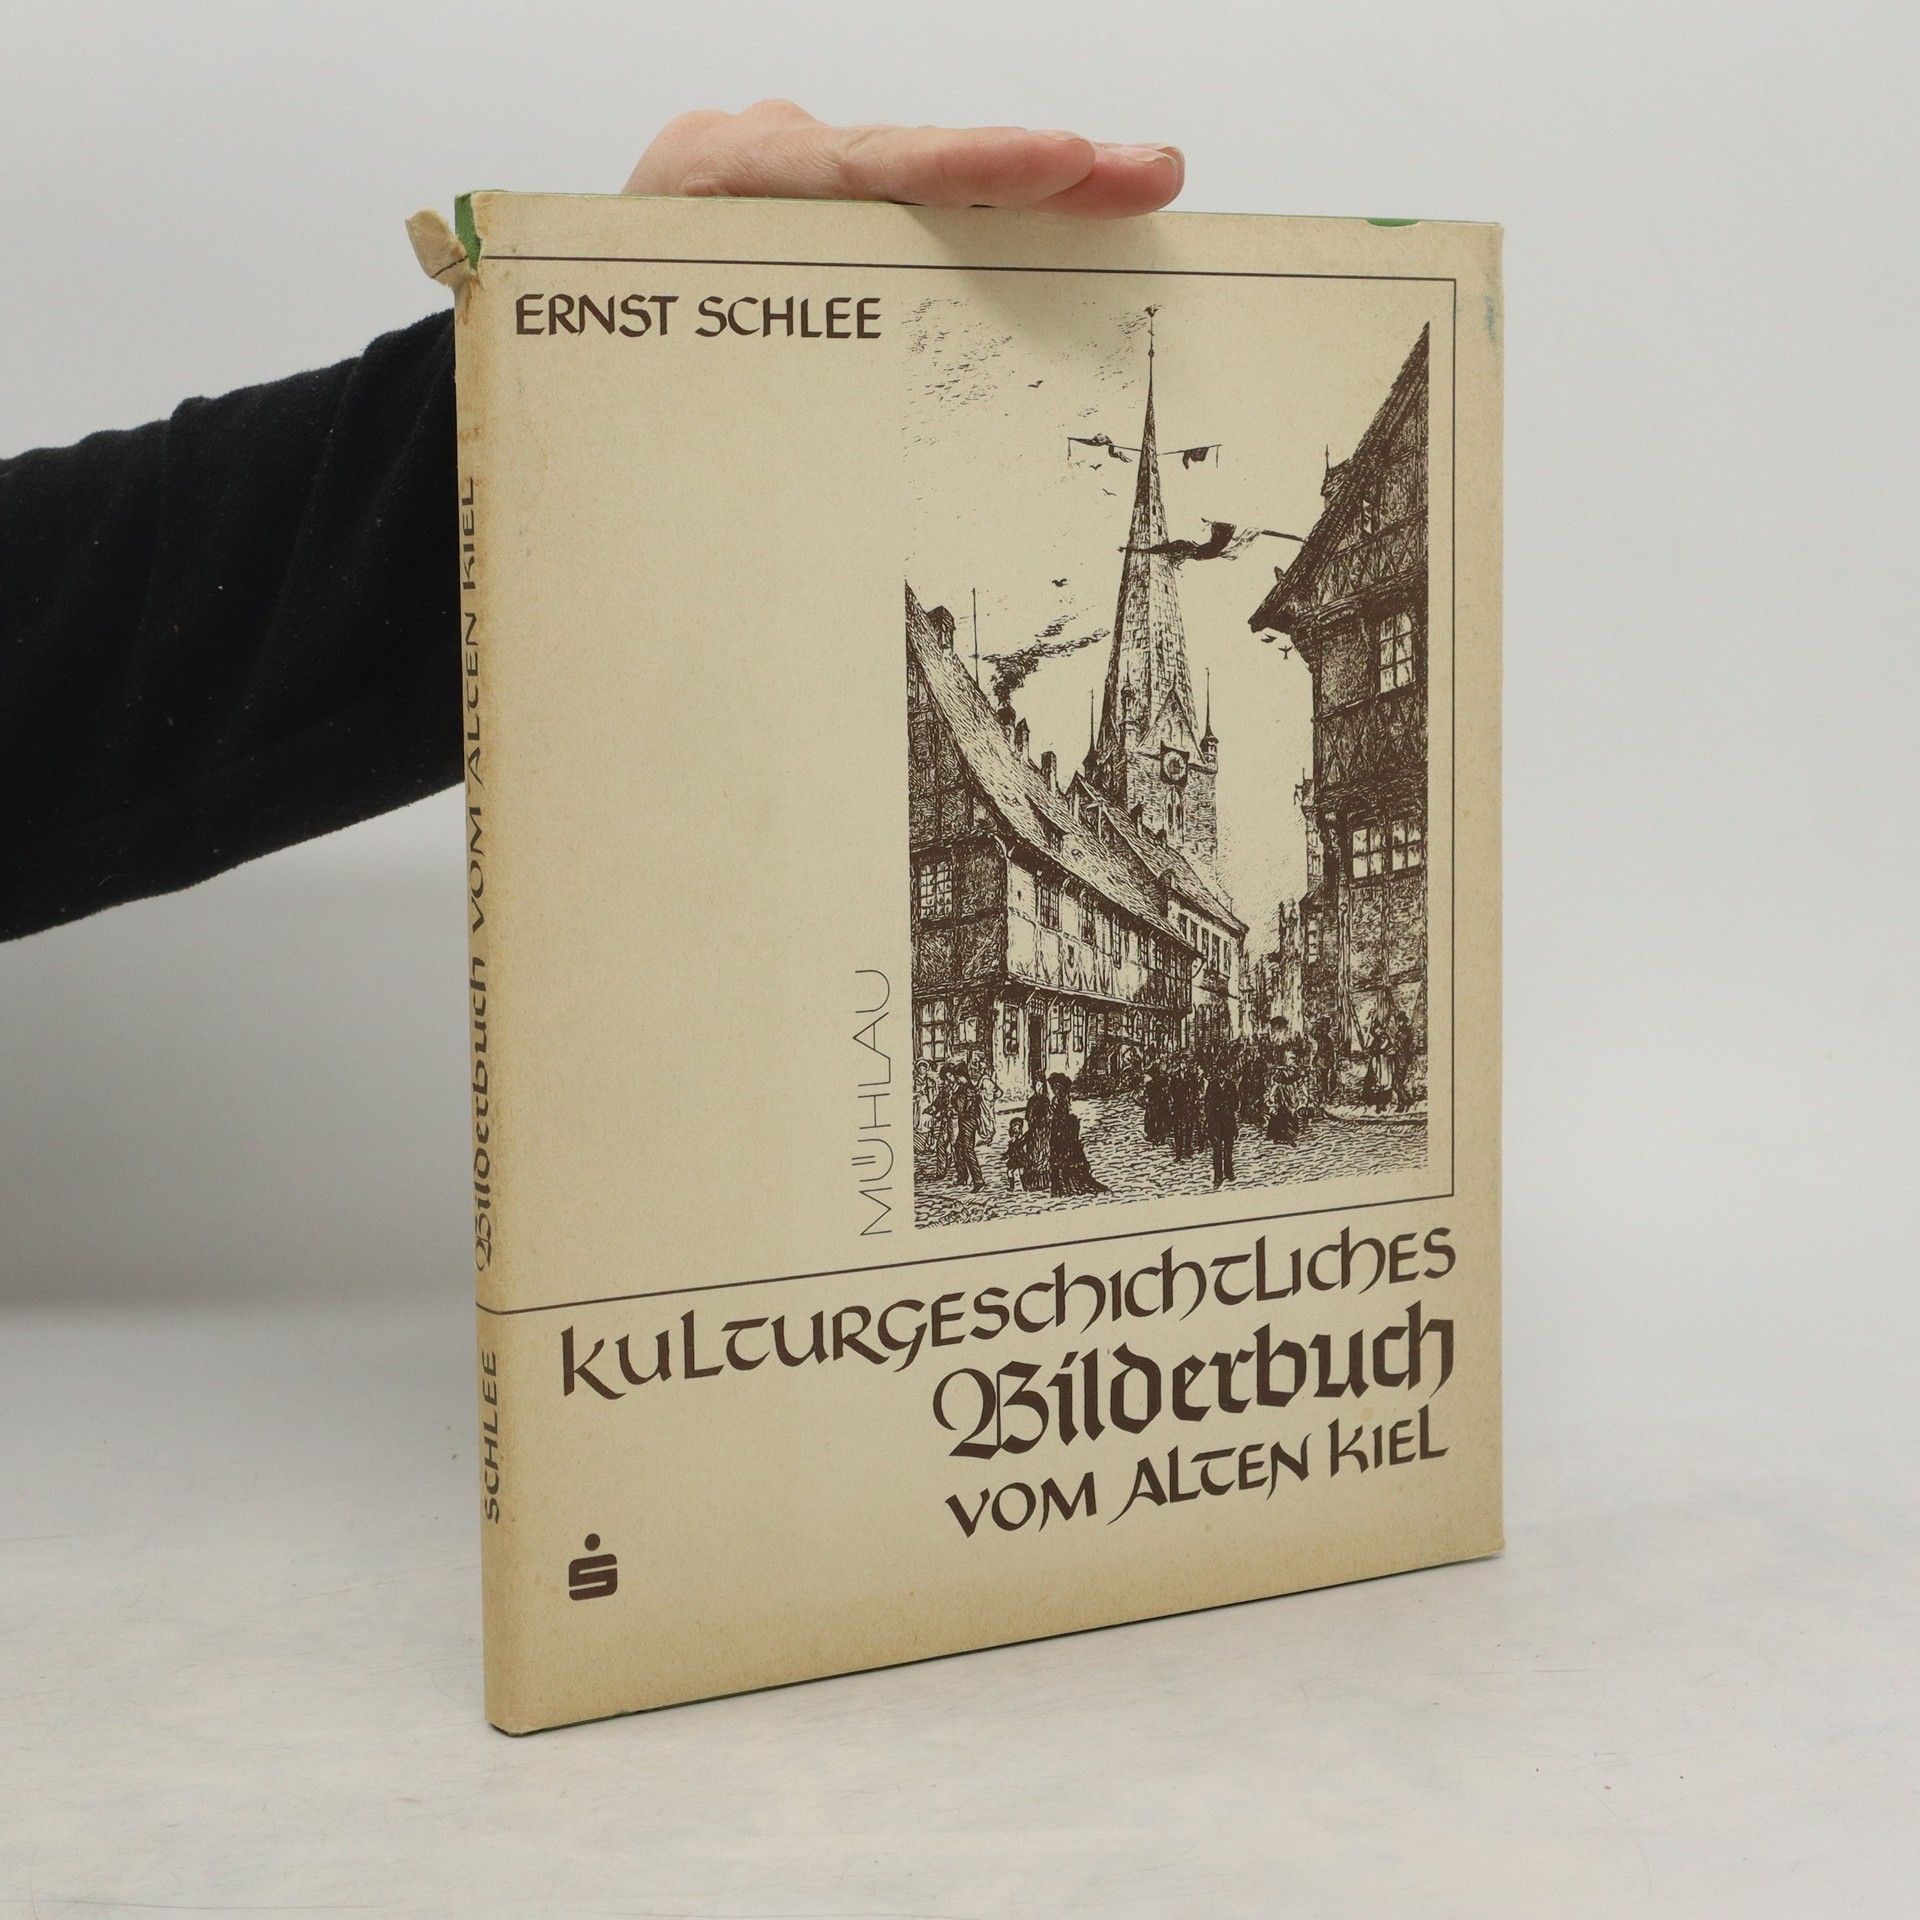 ERNST SCHLEE
MÜHLAU
KULTURGESCHICHTLICHES
Bilderbuch
VOM ALTEN KIEL
SCHLEE Bilderbuch VOM ALTEN KIEL